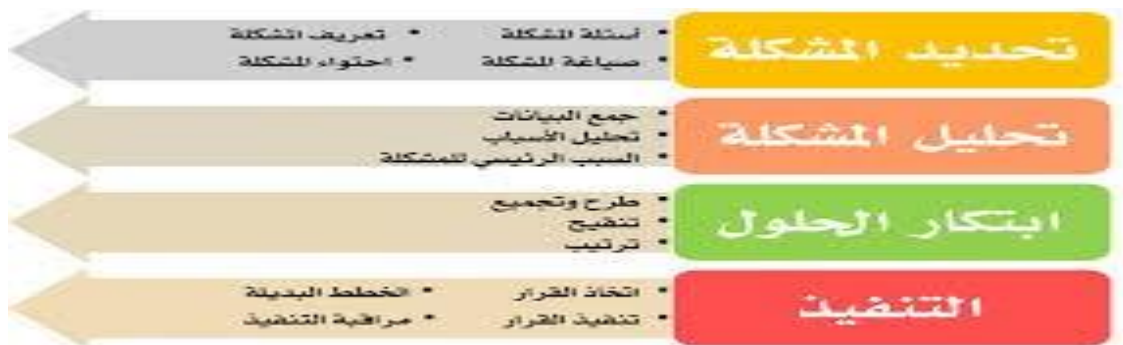 تحديد المشكلة
• أسئلة المشكلة • تعريف المشكلة
• صياغة المشكلة • احتواء المشكلة
تحليل المشكلة
• جمع البيانات
• تحليل الأسباب
• السبب الرئيسي للمشكلة
ابتكار الحلول
• طرح وتجميع
• تنقيح
• ترتيب
التنفيذ
• اتخاذ القرار • الخطط البديلة
• تنفيذ القرار • مراقبة التنفيذ